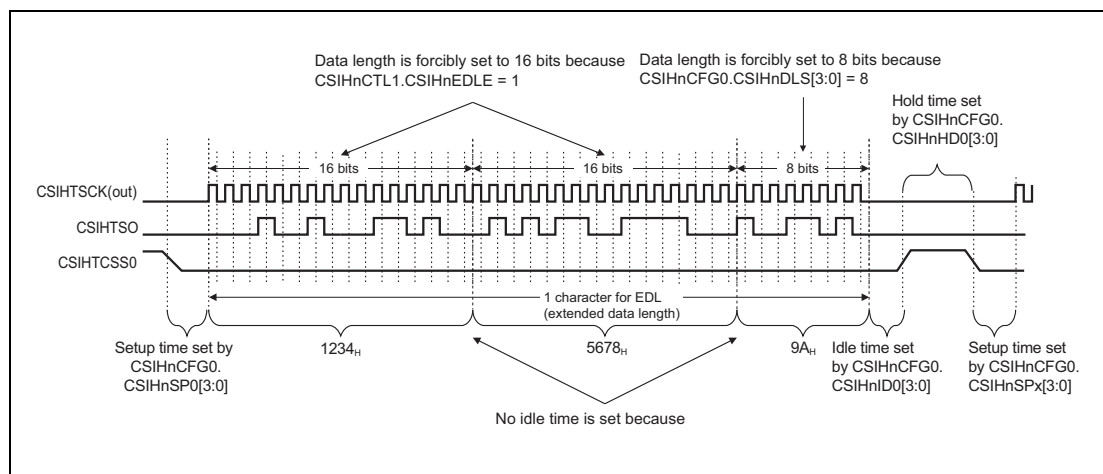 Data length is forcibly set to 16 bits because
CSIHnCTL1.CSIHnEDLE = 1
Data length is forcibly set to 8 bits because
CSIHnCFG0.CSIHnDLS[3:0] = 8
Hold time set
by CSIHnCFG0.
CSIHnHD0[3:0]
16 bits
16 bits
8 bits
CSIHTSCK(out)
CSIHTSO
CSIHTCSS0
1 character for EDL
(extended data length)
Setup time set by
CSIHnCFG0.
CSIHnSP0[3:0]
1234H
5678H
9AH
Idle time set
by CSIHnCFG0.
CSIHnID0[3:0]
Setup time set
by CSIHnCFG0.
CSIHnSPx[3:0]
No idle time is set because